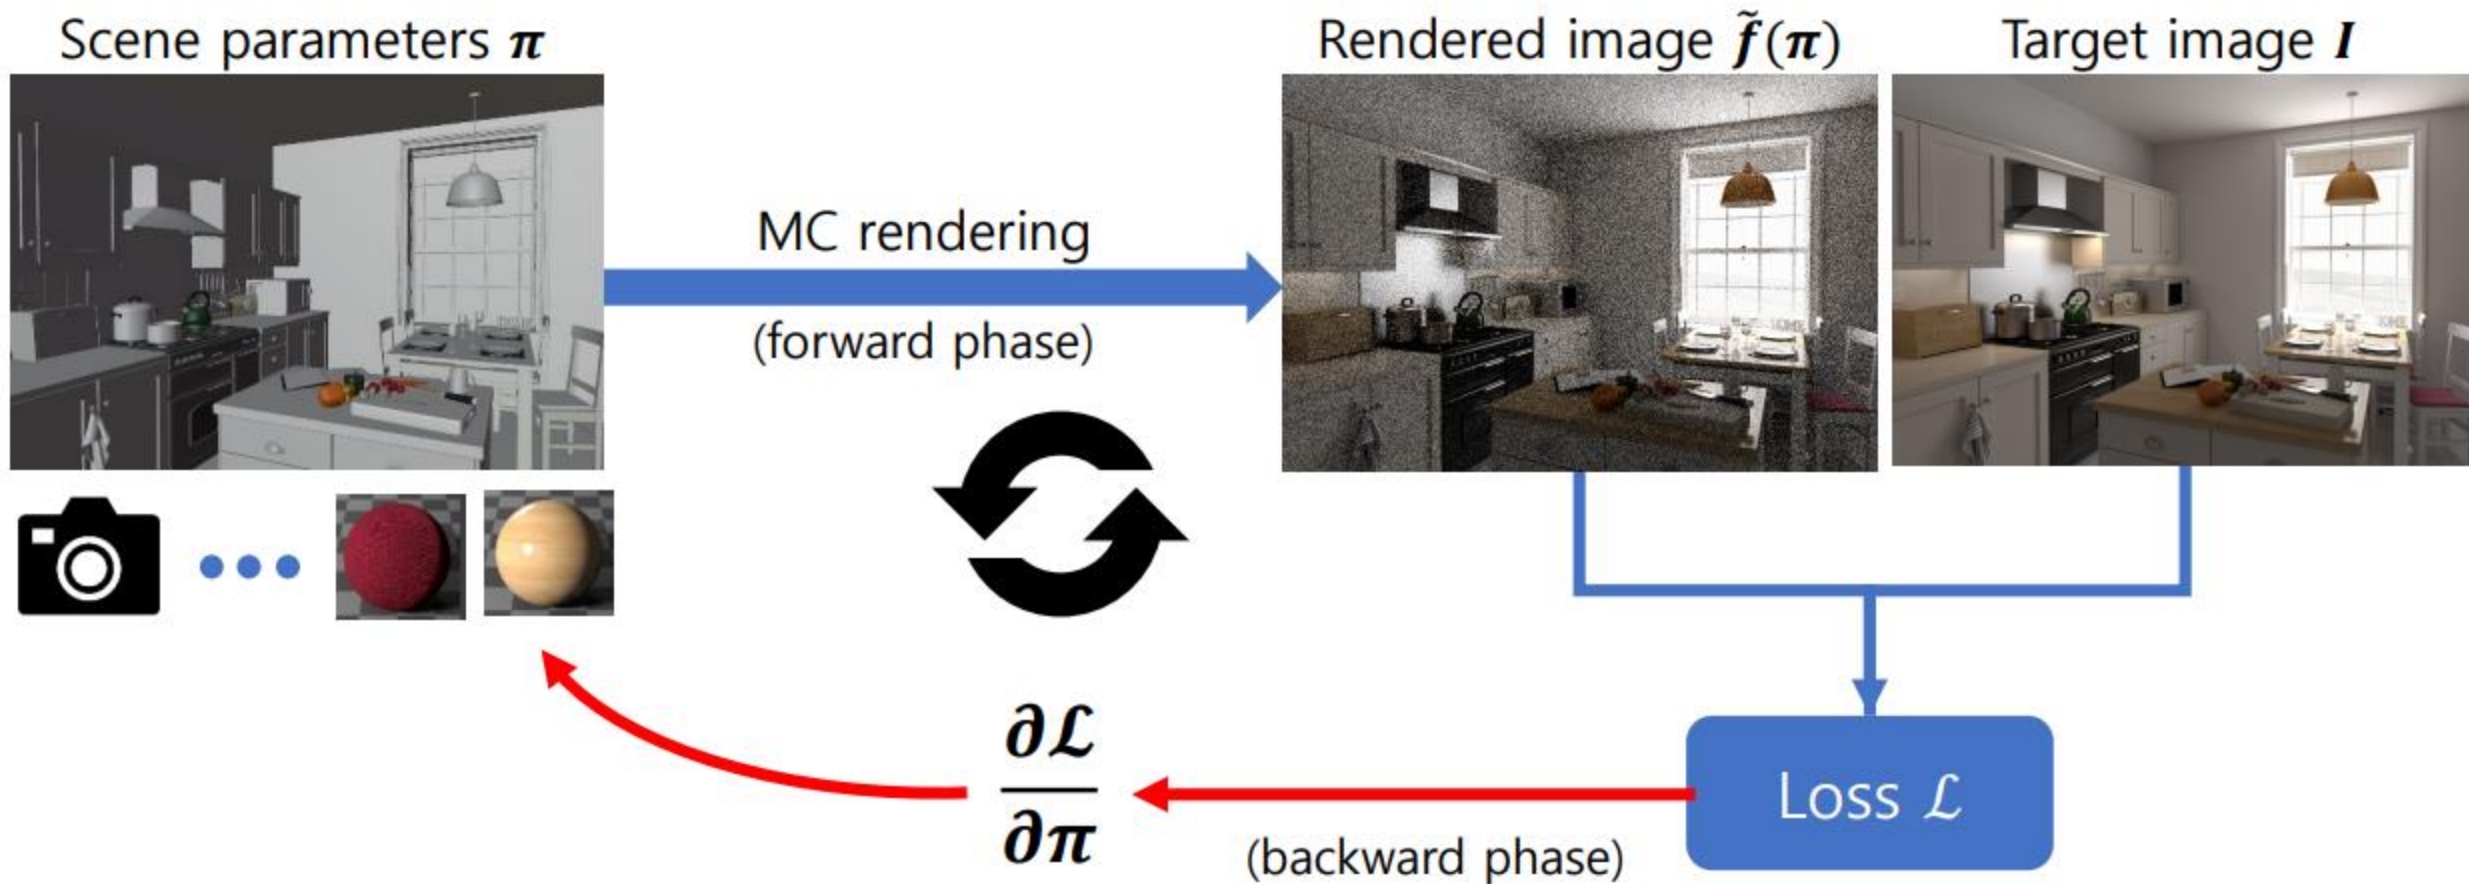 Scene parameters π
Rendered image f̃(π)
Target image I
MC rendering
(forward phase)
∂ℒ
∂π
Loss ℒ
(backward phase)